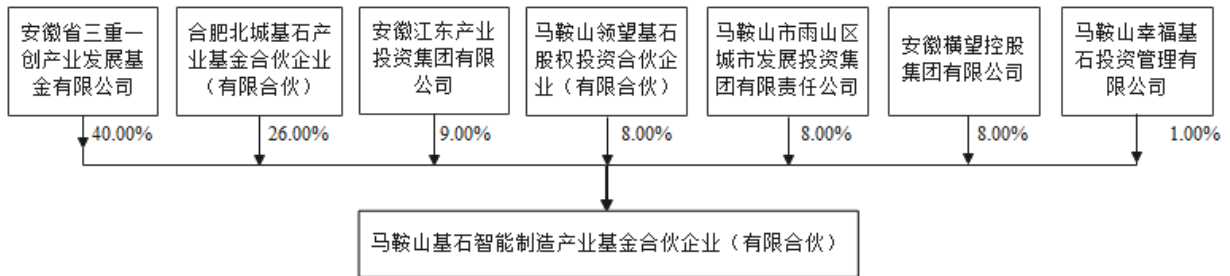 安徽省三重一
创产业发展基
金有限公司
合肥北城基石产
业基金合伙企业
（有限合伙）
安徽江东产业
投资集团有限
公司
马鞍山领望基石
股权投资合伙企
业（有限合伙）
马鞍山市雨山区
城市发展投资集
团有限责任公司
安徽横望控股
集团有限公司
马鞍山幸福基
石投资管理有
限公司
40.00%
26.00%
9.00%
8.00%
8.00%
8.00%
1.00%
马鞍山基石智能制造产业基金合伙企业（有限合伙）